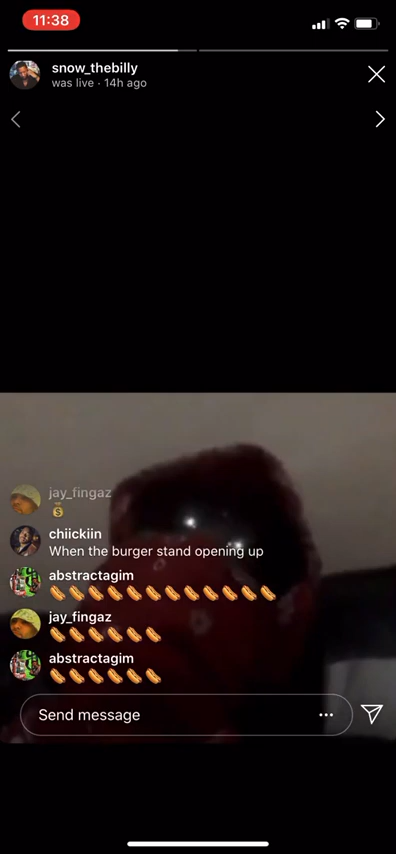 11:38
snow_thebilly
was live · 14h ago
jay_fingaz
💰
chiickiin
When the burger stand opening up
abstractagim
🌭🌭🌭🌭🌭🌭🌭🌭🌭🌭🌭🌭
jay_fingaz
🌭🌭🌭🌭🌭🌭
abstractagim
🌭🌭🌭🌭🌭🌭
Send message